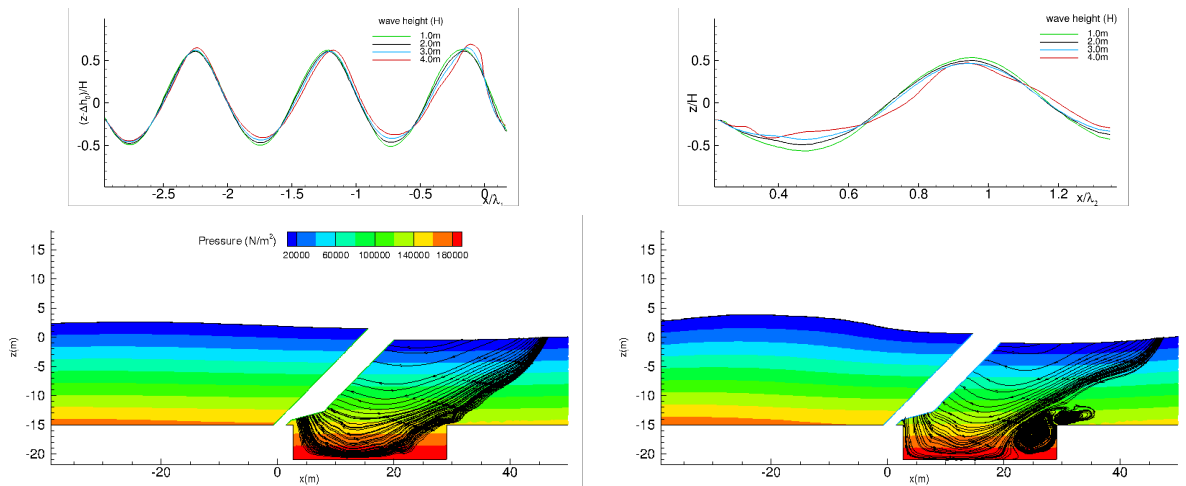 wave height (H)
1.0m
2.0m
3.0m
4.0m
(z-Δh₀)/H
0.5
0
-0.5
-2.5
-2
-1.5
-1
-0.5
0
wave height (H)
1.0m
2.0m
3.0m
4.0m
z/H
0.5
0
-0.5
0.4
0.6
0.8
1
1.2
x/λ₂
Pressure (N/m²)
20000
60000
100000
140000
160000
z(m)
15
10
5
0
-5
-10
-15
-20
-20
0
20
40
x(m)
z(m)
15
10
5
0
-5
-10
-15
-20
-20
0
20
40
x(m)